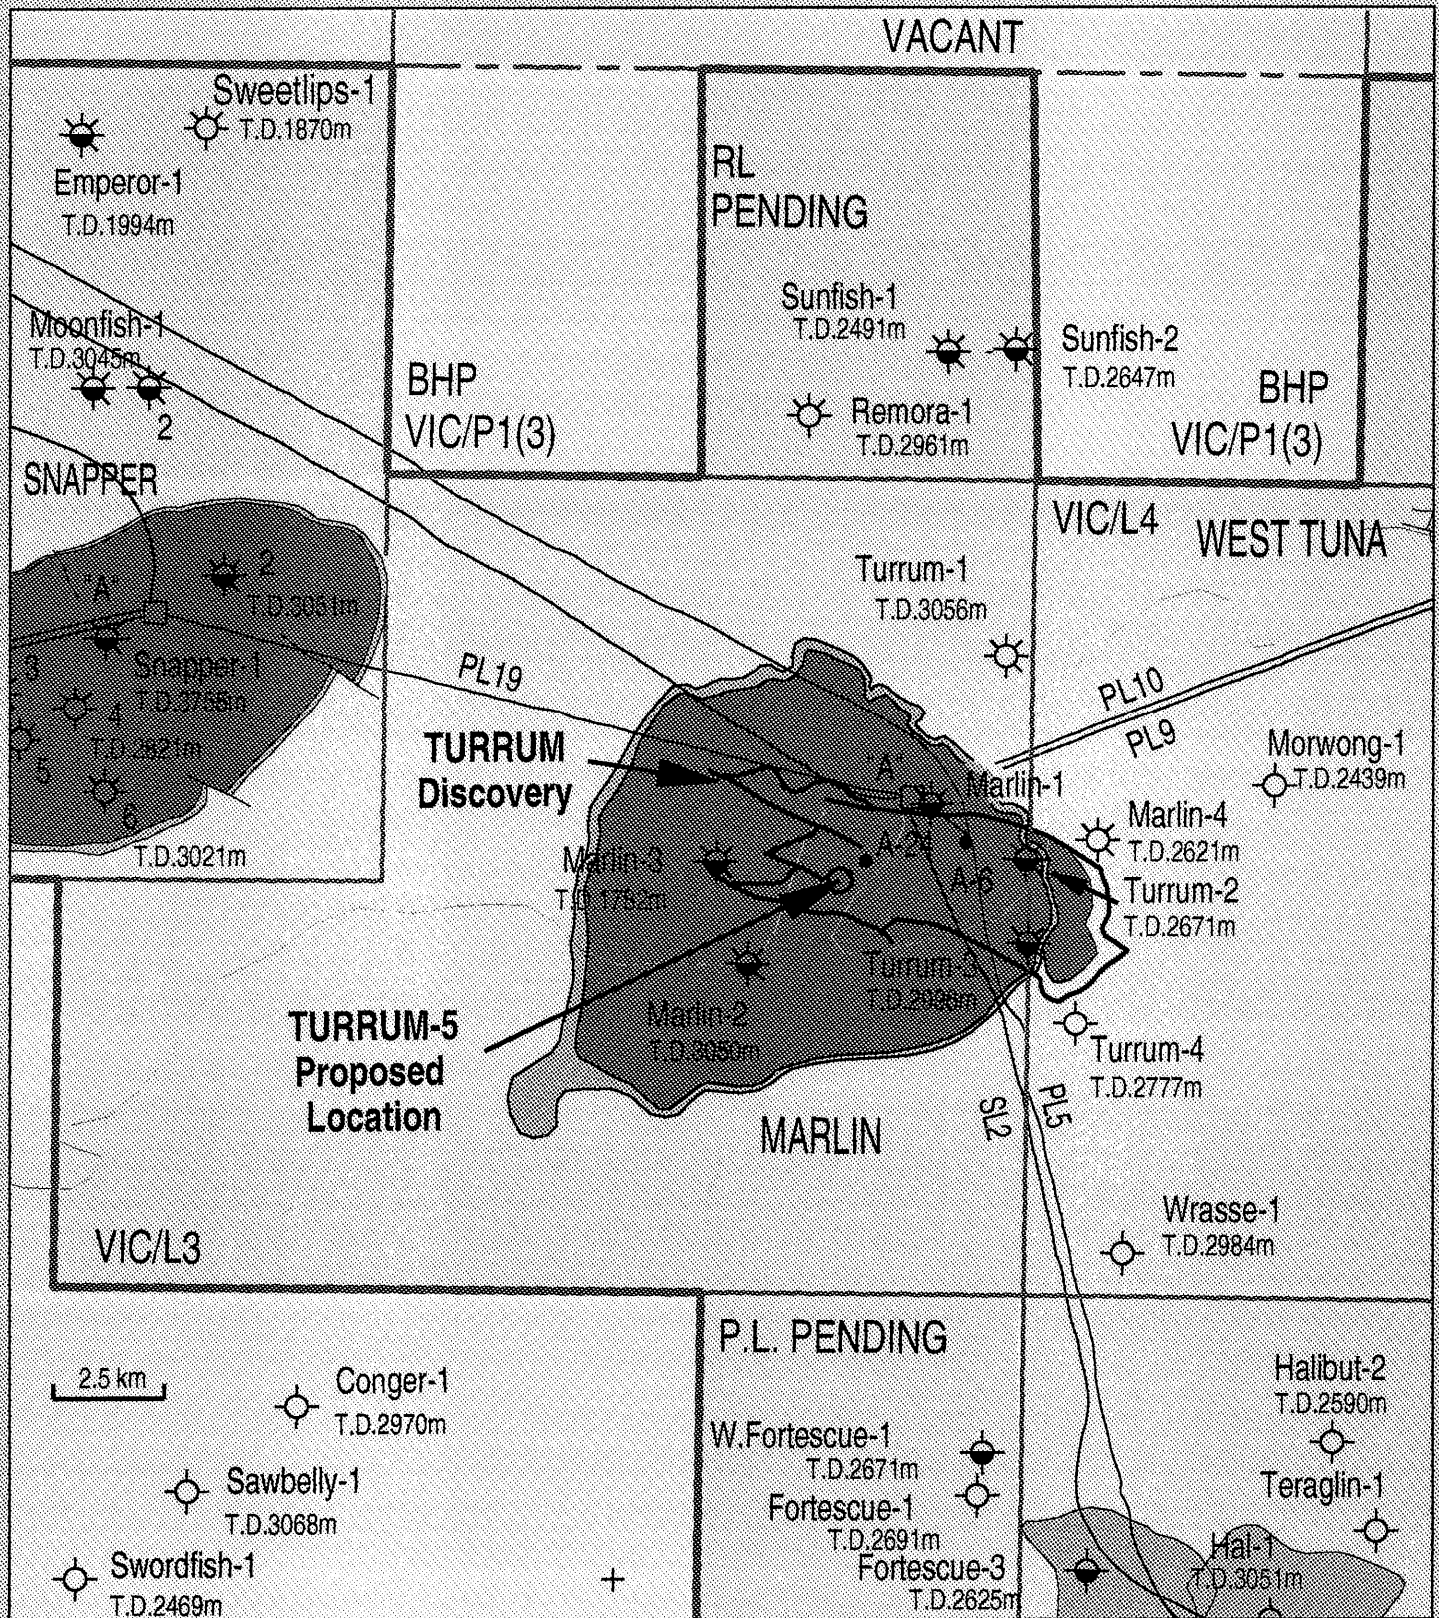 VACANT
Sweetlips-1
T.D.1870m
Emperor-1
T.D.1994m
RL
PENDING
Sunfish-1
T.D.2491m
Sunfish-2
T.D.2647m
Moonfish-1
T.D.3045m
2
BHP
VIC/P1(3)
Remora-1
T.D.2961m
BHP
VIC/P1(3)
SNAPPER
VIC/L4
WEST TUNA
"A"
2
T.D.3051m
Turrum-1
T.D.3056m
3
Snapper-1
T.D.3755m
4
T.D.2821m
5
6
T.D.3021m
PL19
PL10
PL9
TURRUM
Discovery
"A"
Marlin-1
Morwong-1
T.D.2439m
Marlin-4
T.D.2621m
Marlin-3
T.D.1762m
A-24
A-6
Turrum-2
T.D.2671m
Turrum-3
Marlin-2
T.D.3050m
TURRUM-5
Proposed
Location
Turrum-4
T.D.2777m
SL2
PL5
MARLIN
Wrasse-1
T.D.2984m
VIC/L3
P.L. PENDING
2.5 km
Conger-1
T.D.2970m
Halibut-2
T.D.2590m
W.Fortescue-1
T.D.2671m
Sawbelly-1
T.D.3068m
Teraglin-1
Fortescue-1
T.D.2691m
Swordfish-1
T.D.2469m
Fortescue-3
T.D.2625m
Hal-1
T.D.3051m